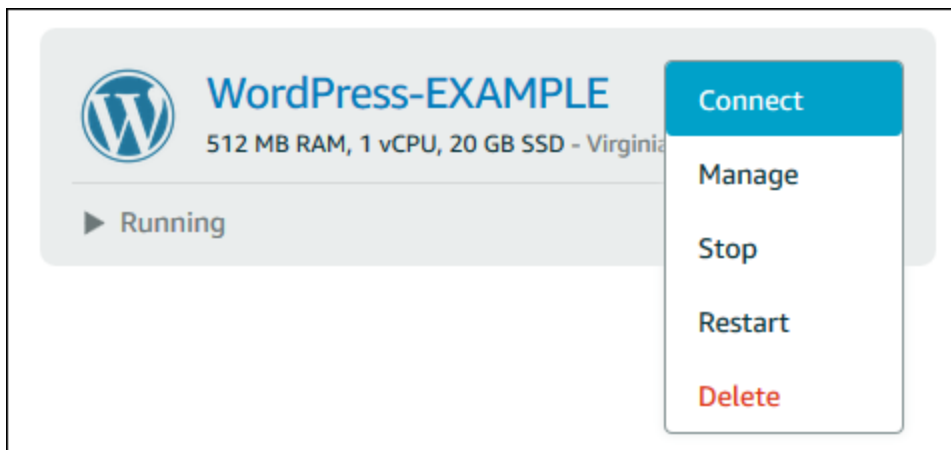 WordPress-EXAMPLE
512 MB RAM, 1 vCPU, 20 GB SSD - Virginia
Running
Connect
Manage
Stop
Restart
Delete